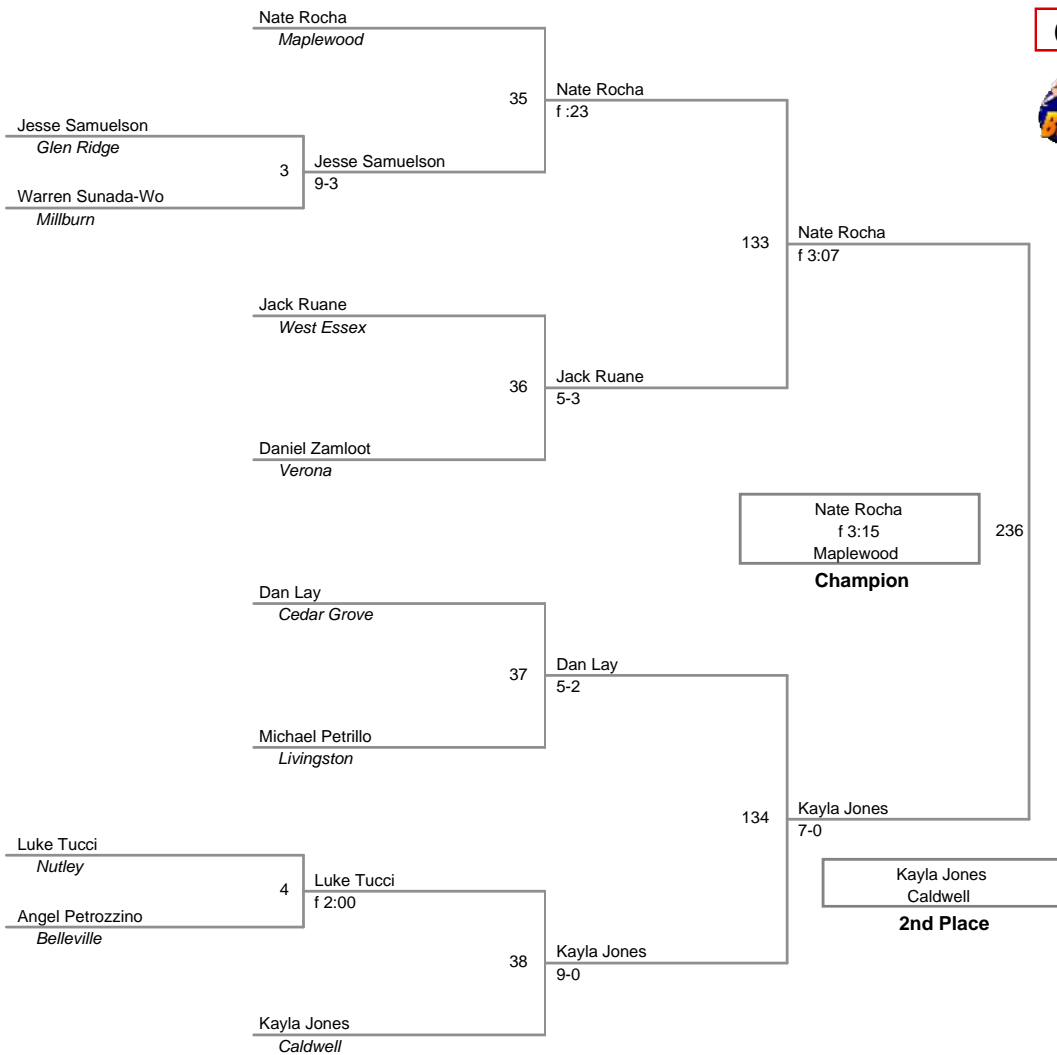 Nate Rocha
Maplewood
35
Nate Rocha
f :23
Jesse Samuelson
Glen Ridge
3
Jesse Samuelson
9-3
Warren Sunada-Wo
Millburn
133
Nate Rocha
f 3:07
Jack Ruane
West Essex
36
Jack Ruane
5-3
Daniel Zamloot
Verona
Nate Rocha
f 3:15
Maplewood
236
Champion
Dan Lay
Cedar Grove
37
Dan Lay
5-2
Michael Petrillo
Livingston
134
Kayla Jones
7-0
Luke Tucci
Nutley
4
Luke Tucci
f 2:00
Angel Petrozzino
Belleville
Kayla Jones
Caldwell
2nd Place
38
Kayla Jones
9-0
Kayla Jones
Caldwell